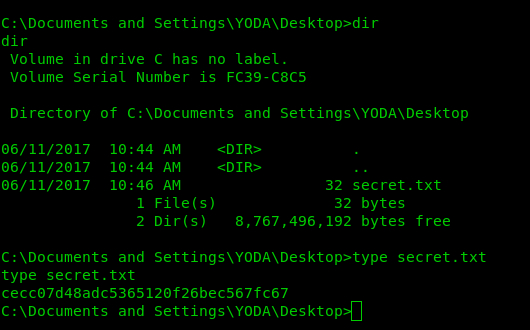 C:\Documents and Settings\YODA\Desktop>dir
dir
 Volume in drive C has no label.
 Volume Serial Number is FC39-C8C5
 Directory of C:\Documents and Settings\YODA\Desktop
06/11/2017  10:44 AM    <DIR>          .
06/11/2017  10:44 AM    <DIR>          ..
06/11/2017  10:46 AM                32 secret.txt
               1 File(s)             32 bytes
               2 Dir(s)   8,767,496,192 bytes free
C:\Documents and Settings\YODA\Desktop>type secret.txt
type secret.txt
cecc07d48adc5365120f26bec567fc67
C:\Documents and Settings\YODA\Desktop>